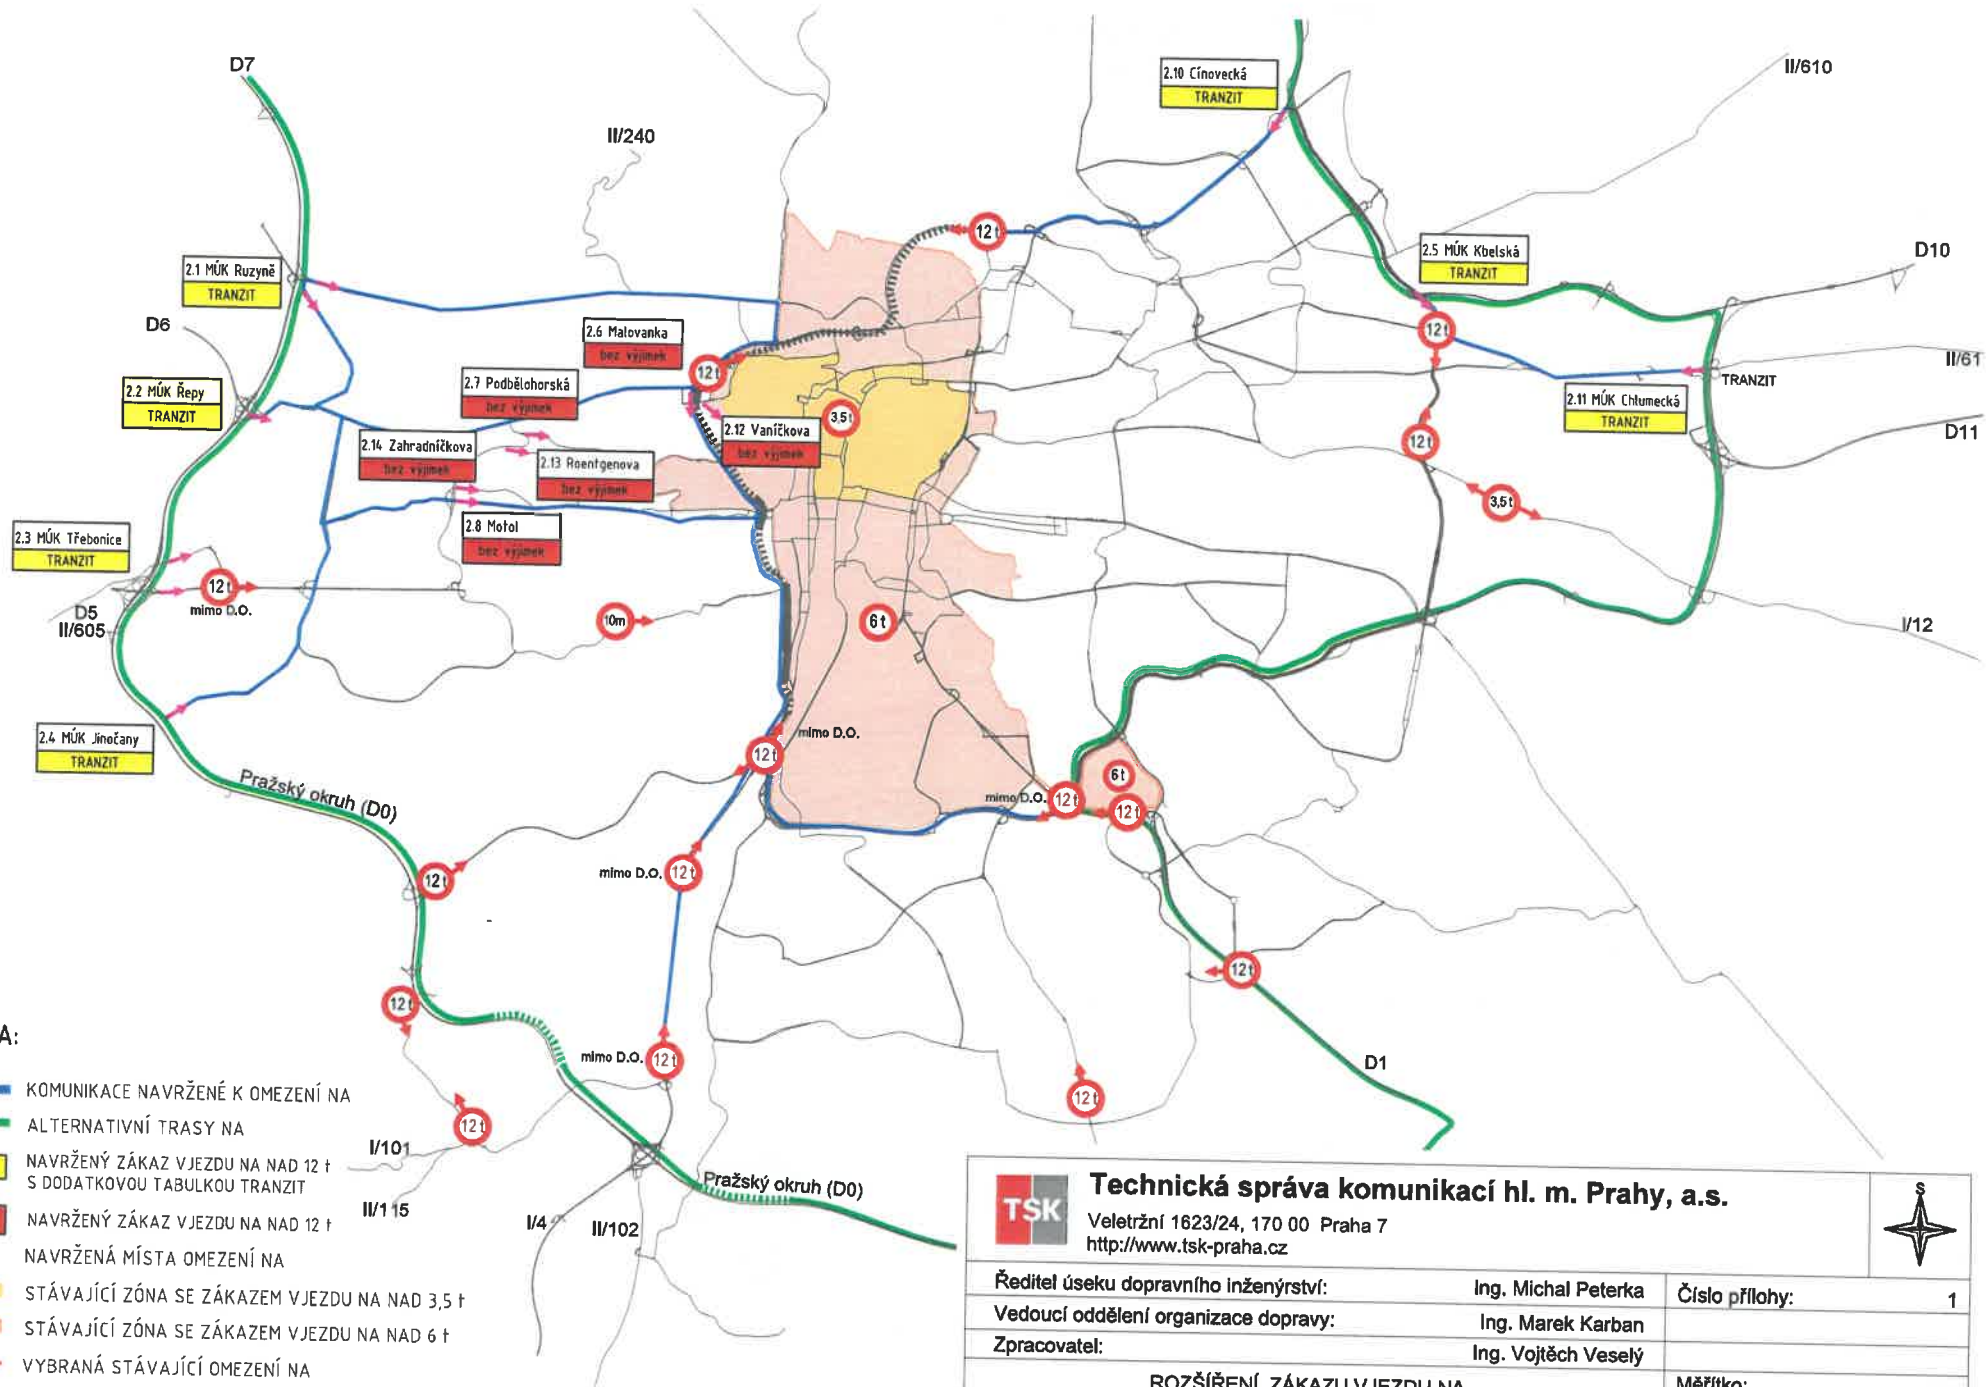 D7
2.10 Cínovecká
TRANZIT
II/610
II/240
D10
2.5 MÚK Kbelská
TRANZIT
12 t
2.1 MÚK Ruzyně
TRANZIT
D6
2.6 Malovanka
bez výjimek
12 t
12 t
II/61
TRANZIT
2.7 Podbělohorská
bez výjimek
2.2 MÚK Řepy
TRANZIT
2.11 MÚK Chlumecká
TRANZIT
3,5 t
2.12 Vaníčkova
bez výjimek
D11
12 t
2.14 Zahradníčkova
bez výjimek
2.13 Roentgenova
bez výjimek
3,5 t
2.8 Motol
bez výjimek
2.3 MÚK Třebonice
TRANZIT
12 t
mimo D.O.
D5
II/605
10m
6 t
I/12
2.4 MÚK Jinočany
TRANZIT
mimo D.O.
12 t
6 t
Pražský okruh (D0)
mimo D.O.
12 t
12 t
12 t
mimo D.O.
12 t
12 t
12 t
mimo D.O.
12 t
D1
12 t
12 t
I/101
II/115
I/4
II/102
Pražský okruh (D0)
A:
KOMUNIKACE NAVRŽENÉ K OMEZENÍ NA
ALTERNATIVNÍ TRASY NA
NAVRŽENÝ ZÁKAZ VJEZDU NA NAD 12 t
S DODATKOVOU TABULKOU TRANZIT
NAVRŽENÝ ZÁKAZ VJEZDU NA NAD 12 t
NAVRŽENÁ MÍSTA OMEZENÍ NA
STÁVAJÍCÍ ZÓNA SE ZÁKAZEM VJEZDU NA NAD 3,5 t
STÁVAJÍCÍ ZÓNA SE ZÁKAZEM VJEZDU NA NAD 6 t
VYBRANÁ STÁVAJÍCÍ OMEZENÍ NA
TSK
Technická správa komunikací hl. m. Prahy, a.s.
Veletržní 1623/24, 170 00 Praha 7
http://www.tsk-praha.cz
S
Ředitel úseku dopravního inženýrství: Ing. Michal Peterka
Číslo přílohy: 1
Vedoucí oddělení organizace dopravy: Ing. Marek Karban
Zpracovatel: Ing. Vojtěch Veselý
ROZŠÍŘENÍ ZÁKAZU VJEZDU NA
Měřítko: